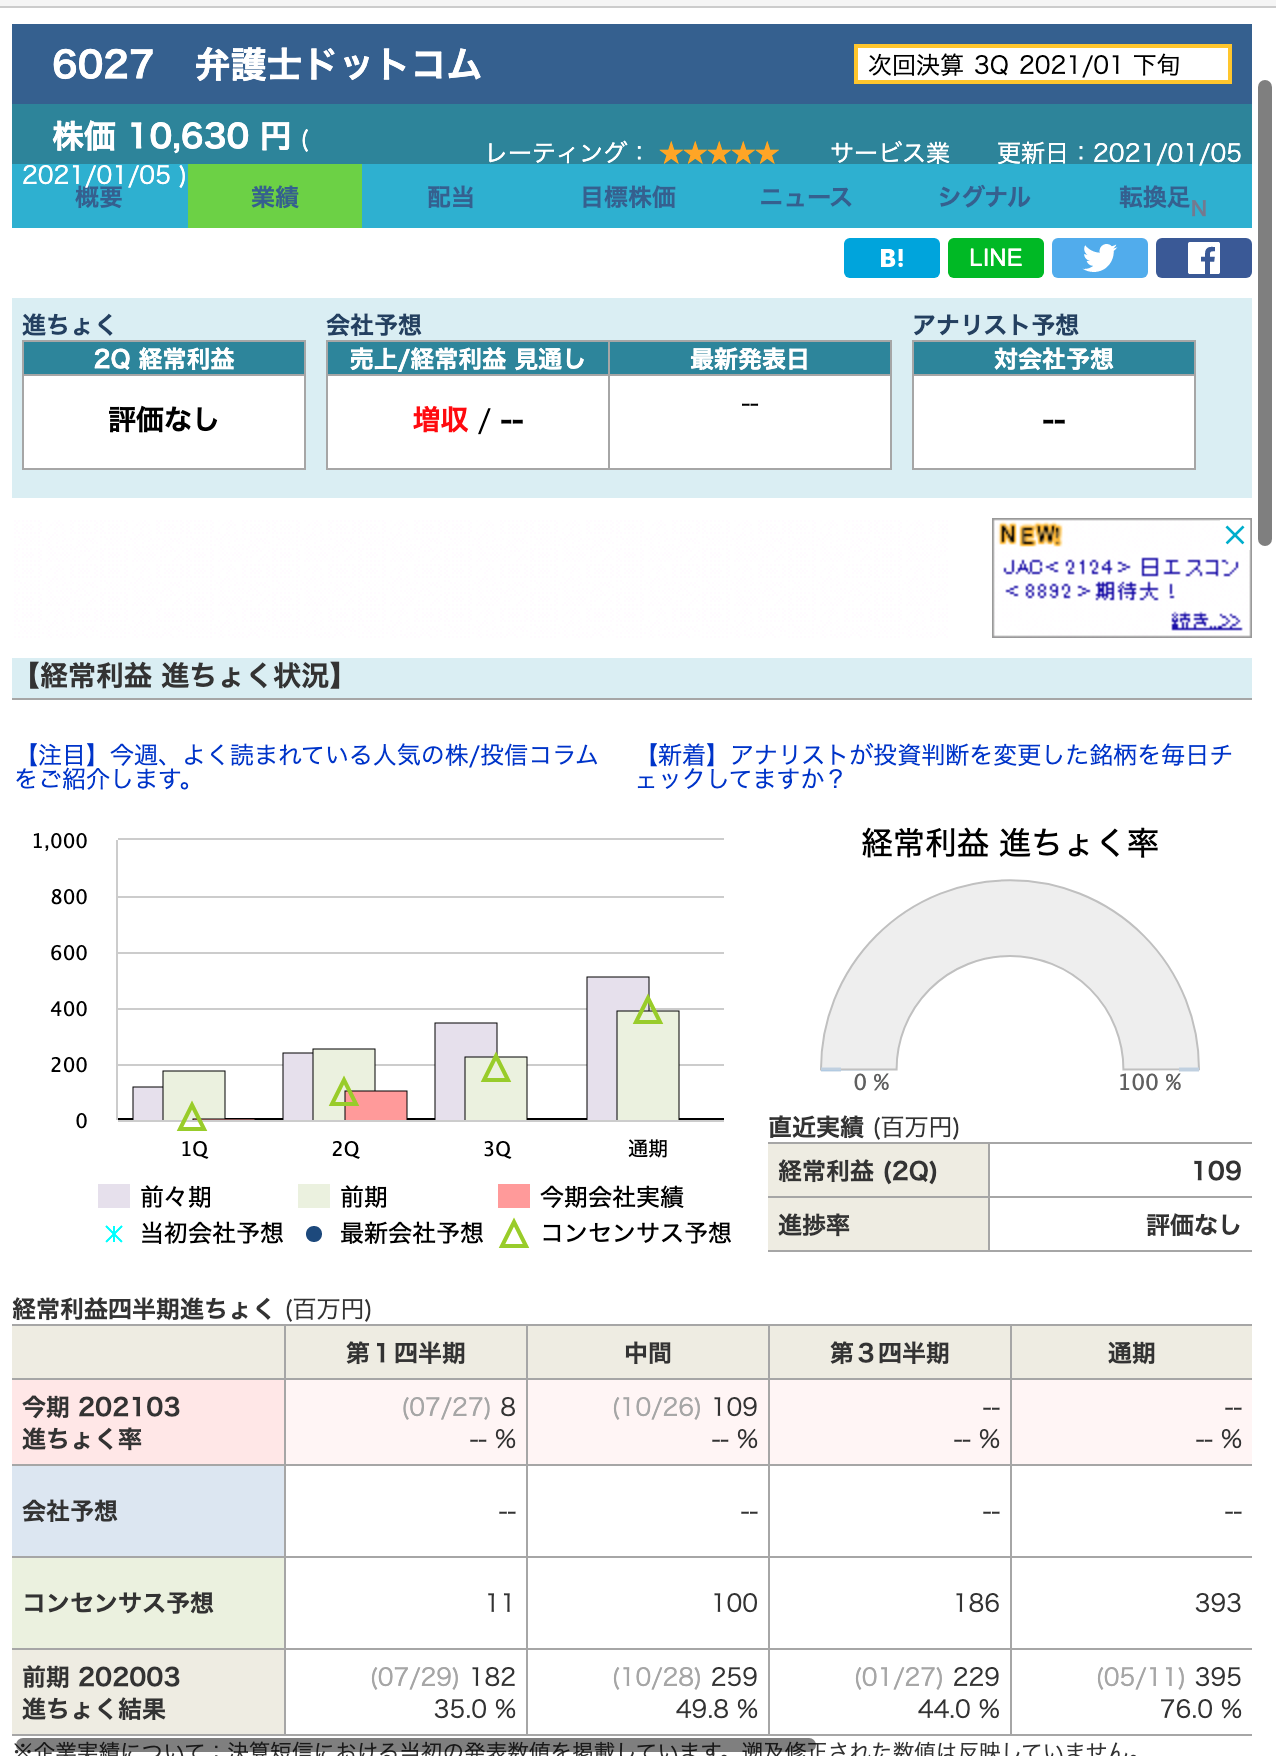 6027　弁護士ドットコム
次回決算 3Q 2021/01 下旬
株価 10,630 円 (
2021/01/05 )
レーティング： ★★★★★
サービス業
更新日：2021/01/05
概要
業績
配当
目標株価
ニュース
シグナル
転換足N
B!
LINE
進ちょく
会社予想
アナリスト予想
2Q 経常利益
売上/経常利益 見通し
最新発表日
対会社予想
評価なし
増収 / --
--
--
NEW!
JAC<2124> 日エスコン
<8892>期待大！
続き..>>
【経常利益 進ちょく状況】
【注目】今週、よく読まれている人気の株/投信コラム
をご紹介します。
【新着】アナリストが投資判断を変更した銘柄を毎日チ
ェックしてますか？
1,000
800
600
400
200
0
1Q
2Q
3Q
通期
前々期
前期
今期会社実績
当初会社予想
最新会社予想
コンセンサス予想
経常利益 進ちょく率
0 %
100 %
直近実績 (百万円)
経常利益 (2Q) 109
進捗率 評価なし
経常利益四半期進ちょく (百万円)
第１四半期 中間 第３四半期 通期
今期 202103 (07/27) 8 (10/26) 109 -- --
進ちょく率 -- % -- % -- % -- %
会社予想 -- -- -- --
コンセンサス予想 11 100 186 393
前期 202003 (07/29) 182 (10/28) 259 (01/27) 229 (05/11) 395
進ちょく結果 35.0 % 49.8 % 44.0 % 76.0 %
※企業実績について：決算短信における当初の発表数値を掲載しています。遡及修正された数値は反映していません。